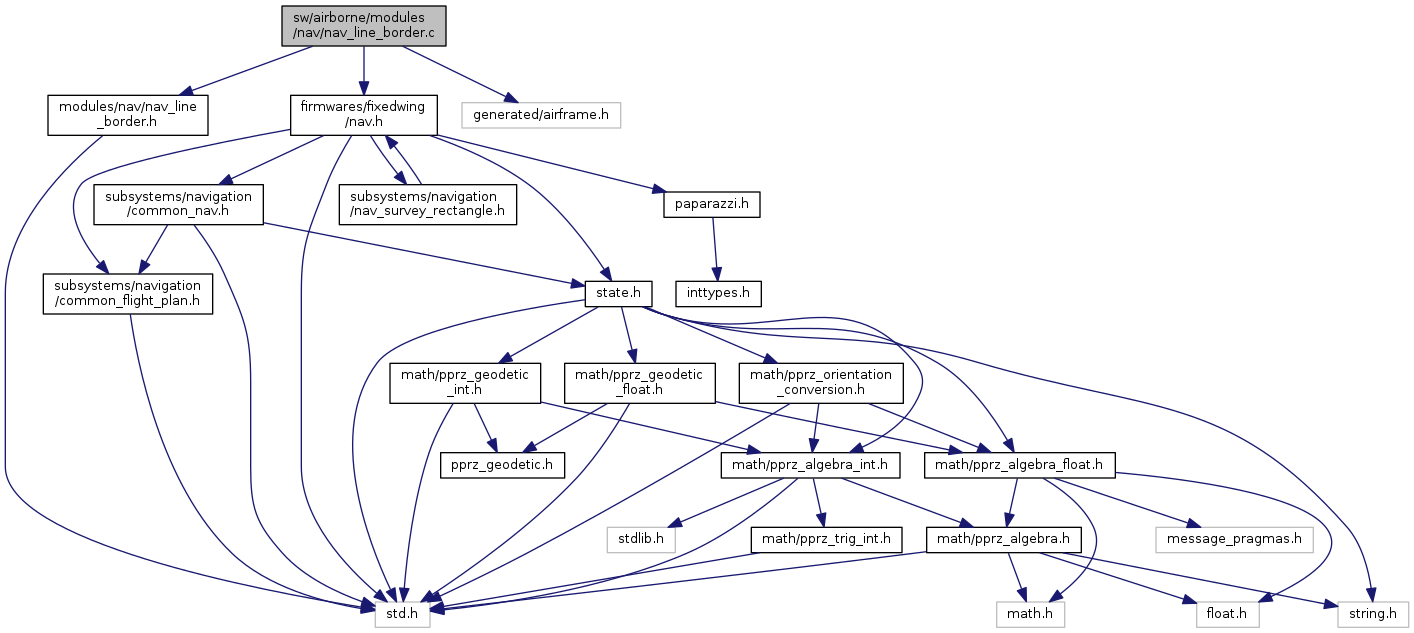 sw/airborne/modules
/nav/nav_line_border.c
modules/nav/nav_line
_border.h
firmwares/fixedwing
/nav.h
generated/airframe.h
subsystems/navigation
/common_nav.h
subsystems/navigation
/nav_survey_rectangle.h
paparazzi.h
subsystems/navigation
/common_flight_plan.h
state.h
inttypes.h
math/pprz_geodetic
_int.h
math/pprz_geodetic
_float.h
math/pprz_orientation
_conversion.h
pprz_geodetic.h
math/pprz_algebra_int.h
math/pprz_algebra_float.h
stdlib.h
math/pprz_trig_int.h
math/pprz_algebra.h
message_pragmas.h
std.h
math.h
float.h
string.h